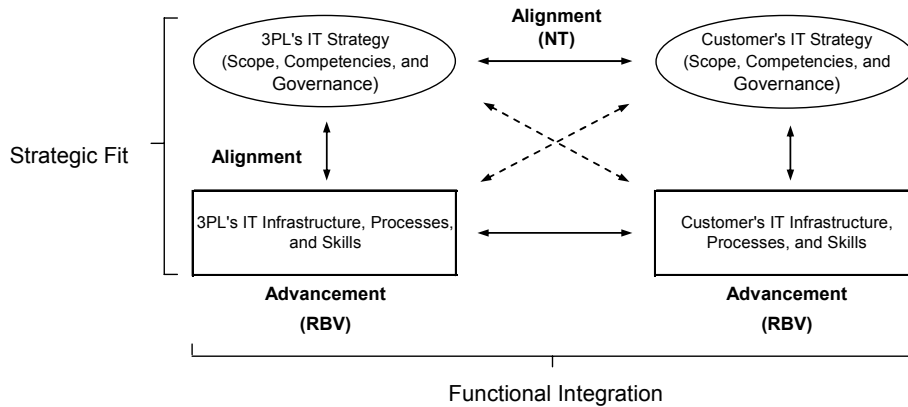 Alignment
(NT)
3PL's IT Strategy
(Scope, Competencies, and
Governance)
Customer's IT Strategy
(Scope, Competencies, and
Governance)
Strategic Fit
Alignment
3PL's IT Infrastructure, Processes,
and Skills
Customer's IT Infrastructure,
Processes, and Skills
Advancement
(RBV)
Advancement
(RBV)
Functional Integration